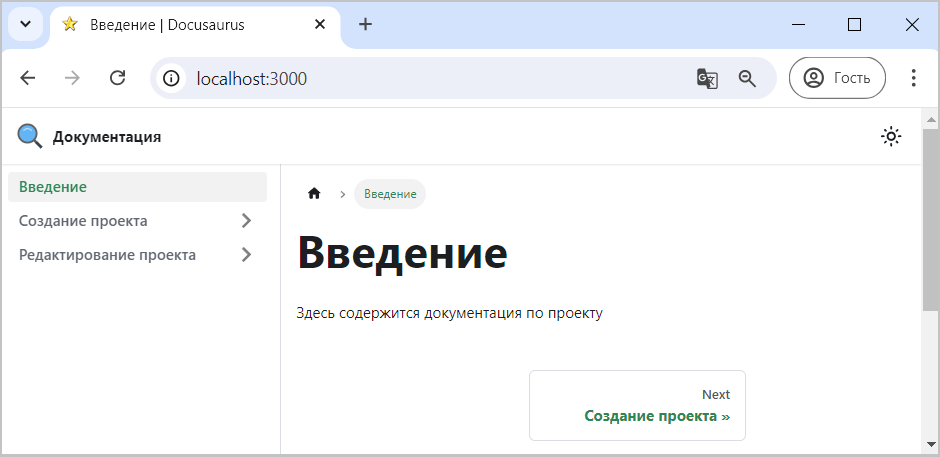 Введение | Docusaurus
localhost:3000
Гость
Документация
Введение
Создание проекта
Редактирование проекта
Введение
Введение
Здесь содержится документация по проекту
Next
Создание проекта »